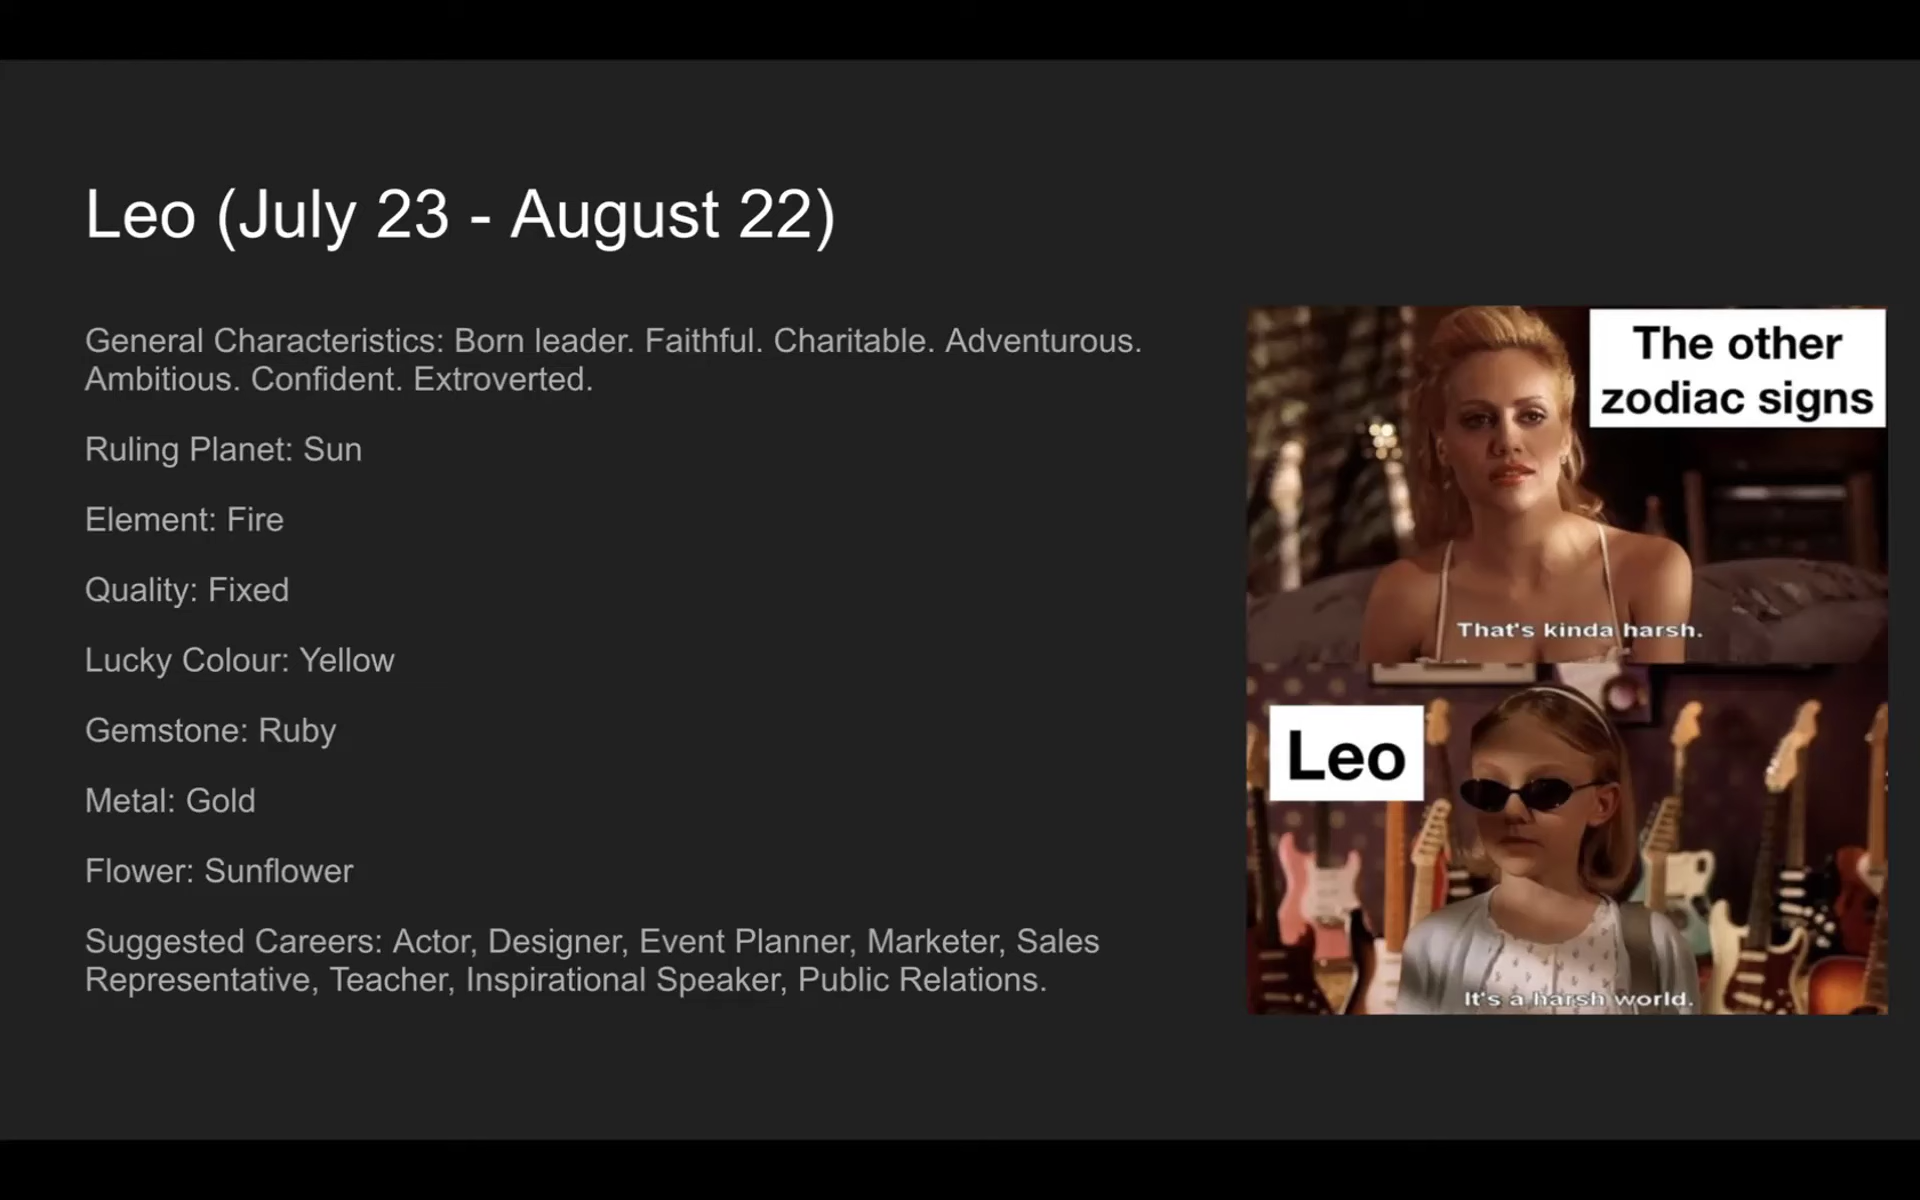 Leo (July 23 - August 22)
General Characteristics: Born leader. Faithful. Charitable. Adventurous.
Ambitious. Confident. Extroverted.
Ruling Planet: Sun
Element: Fire
Quality: Fixed
Lucky Colour: Yellow
Gemstone: Ruby
Metal: Gold
Flower: Sunflower
Suggested Careers: Actor, Designer, Event Planner, Marketer, Sales
Representative, Teacher, Inspirational Speaker, Public Relations.
The other
zodiac signs
That's kinda harsh.
Leo
It's a harsh world.